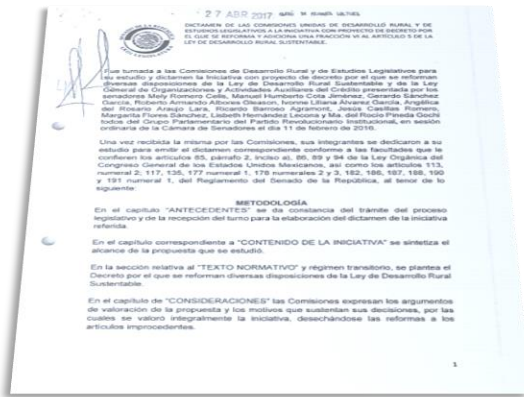 27 ABR 2017
DICTAMEN DE LAS COMISIONES UNIDAS DE DESARROLLO RURAL Y DE
ESTUDIOS LEGISLATIVOS A LA INICIATIVA CON PROYECTO DE DECRETO POR
EL QUE SE REFORMA Y ADICIONA UNA FRACCIÓN VI AL ARTÍCULO 5 DE LA
LEY DE DESARROLLO RURAL SUSTENTABLE.
Fue turnada a las Comisiones de Desarrollo Rural y de Estudios Legislativos para
su estudio y dictamen la Iniciativa con proyecto de decreto por el que se reforman
diversas disposiciones de la Ley de Desarrollo Rural Sustentable y de la Ley
General de Organizaciones y Actividades Auxiliares del Crédito presentada por los
senadores Mely Romero Celis, Manuel Humberto Cota Jiménez, Gerardo Sánchez
García, Roberto Armando Albores Gleason, Ivonne Liliana Álvarez García, Angélica
del Rosario Araujo Lara, Ricardo Barroso Agramont, Jesús Casillas Romero,
Margarita Flores Sánchez, Lisbeth Hernández Lecona y Ma. del Rocío Pineda Gochi
todos del Grupo Parlamentario del Partido Revolucionario Institucional, en sesión
ordinaria de la Cámara de Senadores el día 11 de febrero de 2016.
Una vez recibida la misma por las Comisiones, sus integrantes se dedicaron a su
estudio para emitir el dictamen correspondiente conforme a las facultades que le
confieren los artículos 85, párrafo 2, inciso a), 86, 89 y 94 de la Ley Orgánica del
Congreso General de los Estados Unidos Mexicanos, así como los artículos 113,
numeral 2; 117, 135, 177 numeral 1, 178 numerales 2 y 3, 182, 186, 187, 188, 190
y 191 numeral 1, del Reglamento del Senado de la República, al tenor de lo
siguiente:
METODOLOGÍA
En el capítulo "ANTECEDENTES" se da constancia del trámite del proceso
legislativo y de la recepción del turno para la elaboración del dictamen de la iniciativa
referida.
En el capítulo correspondiente a "CONTENIDO DE LA INICIATIVA" se sintetiza el
alcance de la propuesta que se estudió.
En la sección relativa al "TEXTO NORMATIVO" y régimen transitorio, se plantea el
Decreto por el que se reforman diversas disposiciones de la Ley de Desarrollo Rural
Sustentable.
En el capítulo de "CONSIDERACIONES" las Comisiones expresan los argumentos
de valoración de la propuesta y los motivos que sustentan sus decisiones, por las
cuales se valoró integralmente la iniciativa, desechándose las reformas a los
artículos improcedentes.
1